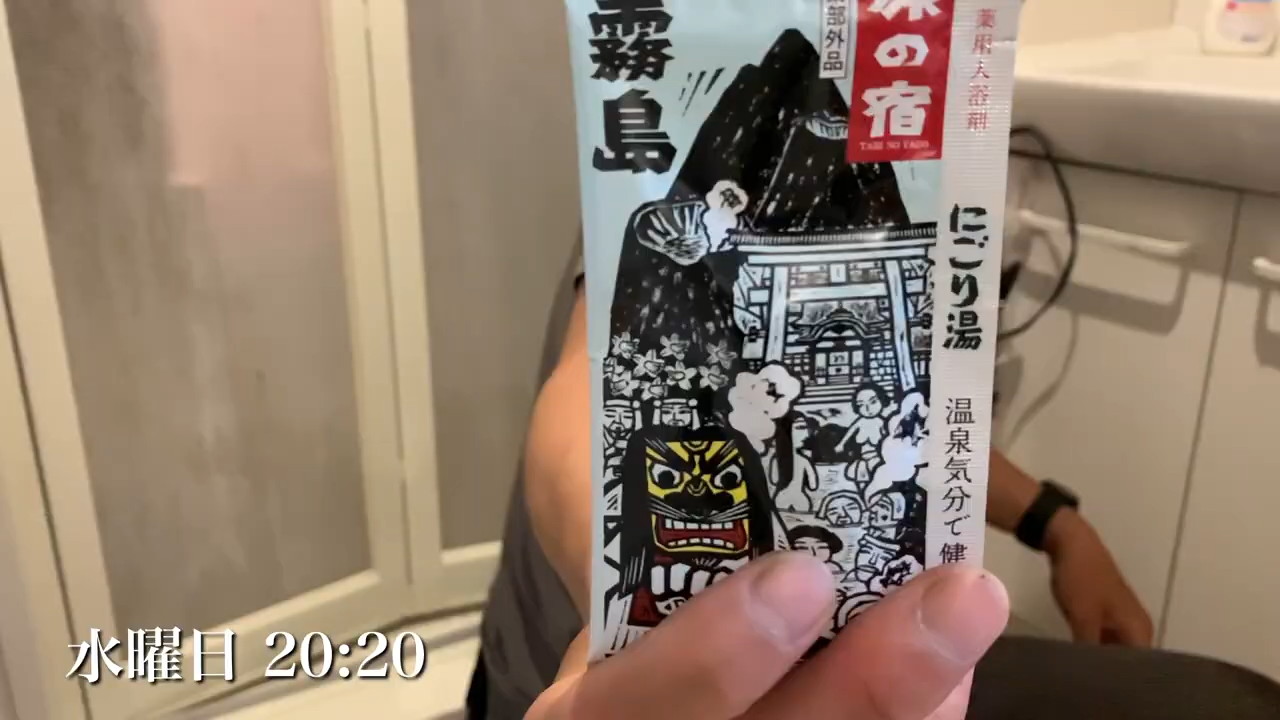 霧島
部外品
の宿
TABI NO YADO
薬用入浴剤
にごり湯
温泉気分で 健
水曜日 20:20